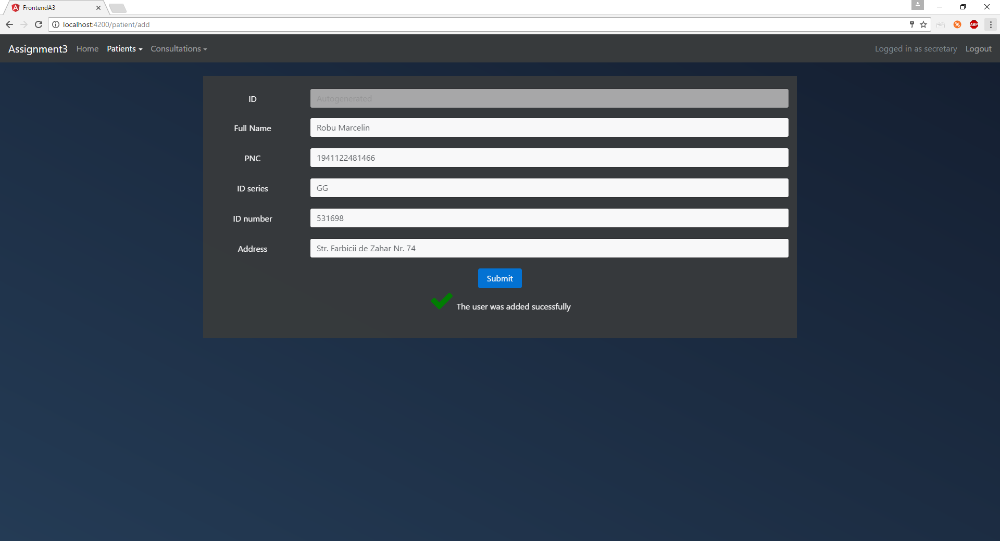 FrontendA3
localhost:4200/patient/add
ABP
Assignment3 Home Patients Consultations Logged in as secretary Logout
ID Autogenerated
Full Name Robu Marcelin
PNC 1941122481466
ID series GG
ID number 531698
Address Str. Farbicii de Zahar Nr. 74
Submit
The user was added sucessfully